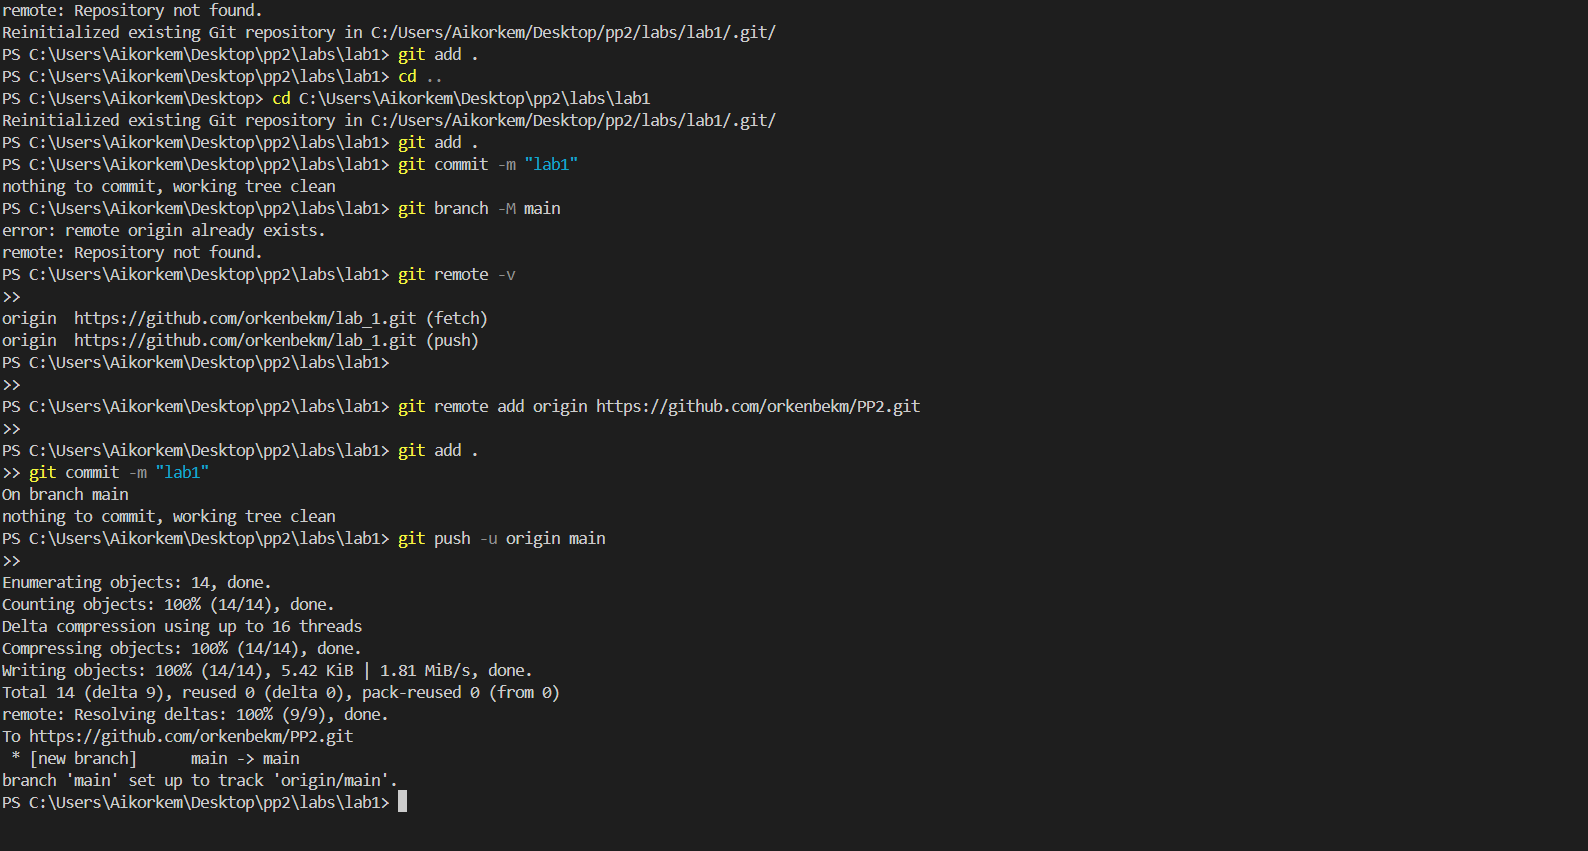 remote: Repository not found.
Reinitialized existing Git repository in C:/Users/Aikorkem/Desktop/pp2/labs/lab1/.git/
PS C:\Users\Aikorkem\Desktop\pp2\labs\lab1> git add .
PS C:\Users\Aikorkem\Desktop\pp2\labs\lab1> cd ..
PS C:\Users\Aikorkem\Desktop> cd C:\Users\Aikorkem\Desktop\pp2\labs\lab1
Reinitialized existing Git repository in C:/Users/Aikorkem/Desktop/pp2/labs/lab1/.git/
PS C:\Users\Aikorkem\Desktop\pp2\labs\lab1> git add .
PS C:\Users\Aikorkem\Desktop\pp2\labs\lab1> git commit -m "lab1"
nothing to commit, working tree clean
PS C:\Users\Aikorkem\Desktop\pp2\labs\lab1> git branch -M main
error: remote origin already exists.
remote: Repository not found.
PS C:\Users\Aikorkem\Desktop\pp2\labs\lab1> git remote -v
>>
origin  https://github.com/orkenbekm/lab_1.git (fetch)
origin  https://github.com/orkenbekm/lab_1.git (push)
PS C:\Users\Aikorkem\Desktop\pp2\labs\lab1>
>>
PS C:\Users\Aikorkem\Desktop\pp2\labs\lab1> git remote add origin https://github.com/orkenbekm/PP2.git
>>
PS C:\Users\Aikorkem\Desktop\pp2\labs\lab1> git add .
>> git commit -m "lab1"
On branch main
nothing to commit, working tree clean
PS C:\Users\Aikorkem\Desktop\pp2\labs\lab1> git push -u origin main
>>
Enumerating objects: 14, done.
Counting objects: 100% (14/14), done.
Delta compression using up to 16 threads
Compressing objects: 100% (14/14), done.
Writing objects: 100% (14/14), 5.42 KiB | 1.81 MiB/s, done.
Total 14 (delta 9), reused 0 (delta 0), pack-reused 0 (from 0)
remote: Resolving deltas: 100% (9/9), done.
To https://github.com/orkenbekm/PP2.git
 * [new branch]      main -> main
branch 'main' set up to track 'origin/main'.
PS C:\Users\Aikorkem\Desktop\pp2\labs\lab1>